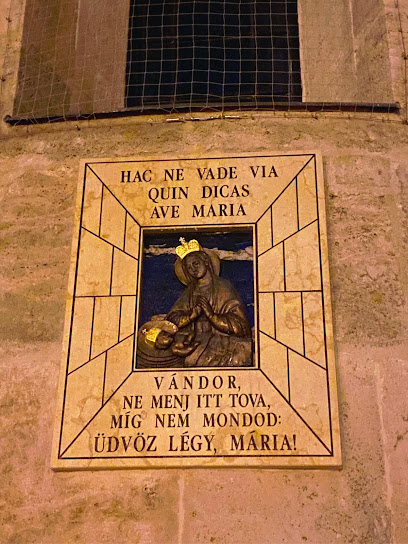 HAC NE VADE VIA
QUIN DICAS
AVE MARIA
VÁNDOR,
NE MENJ ITT TOVA,
MÍG NEM MONDOD:
ÜDVÖZ LÉGY, MÁRIA!